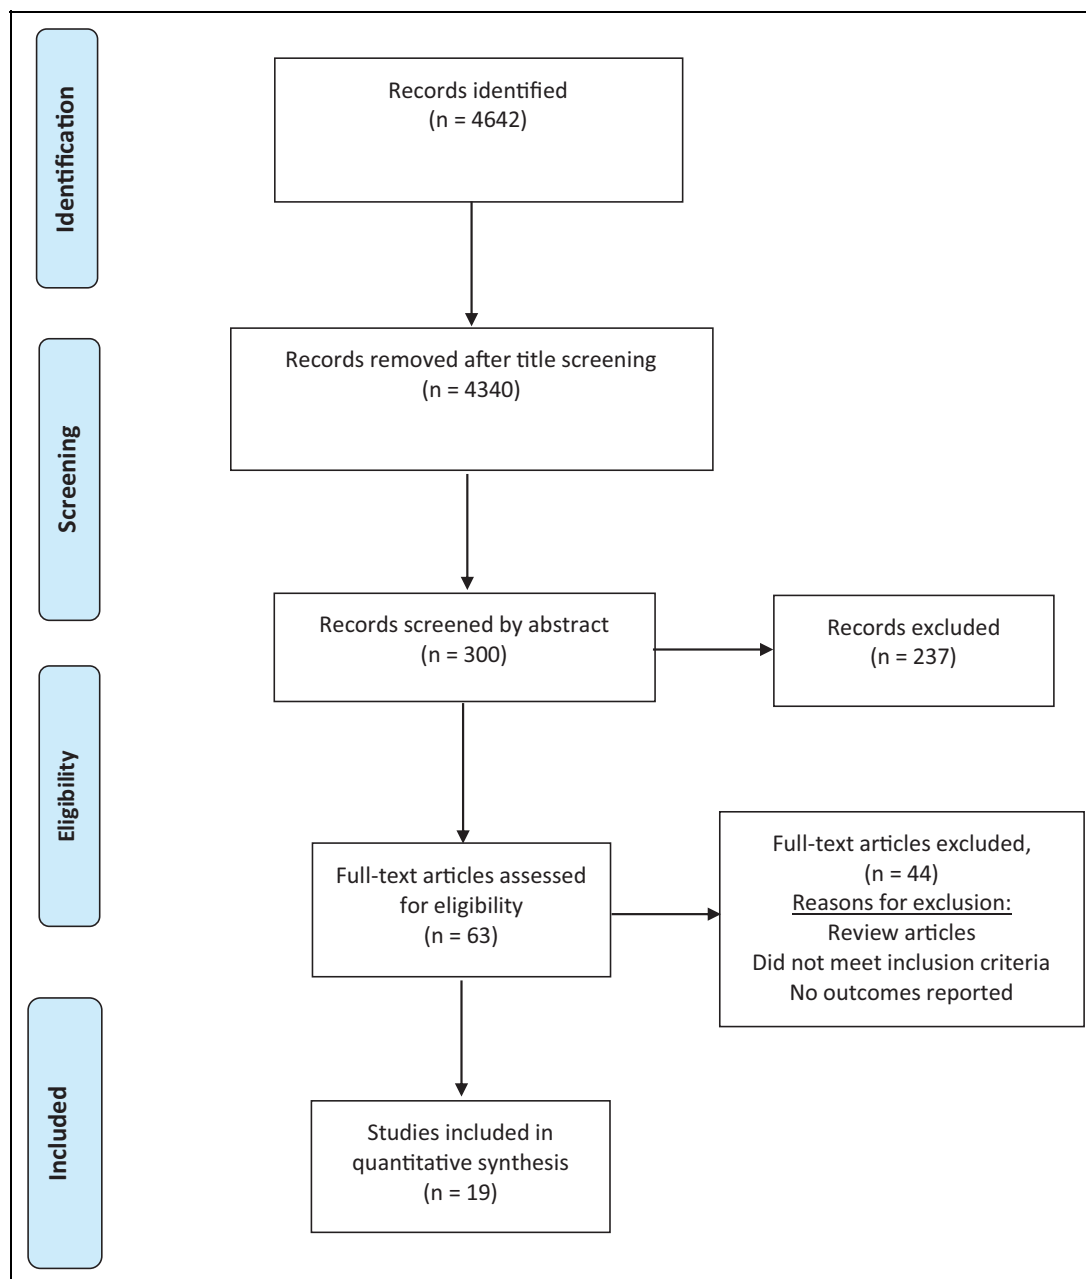 Identification
Records identified
(n = 4642)
Screening
Records removed after title screening
(n = 4340)
Records screened by abstract
(n = 300)
Records excluded
(n = 237)
Eligibility
Full-text articles assessed
for eligibility
(n = 63)
Full-text articles excluded,
(n = 44)
Reasons for exclusion:
Review articles
Did not meet inclusion criteria
No outcomes reported
Included
Studies included in
quantitative synthesis
(n = 19)